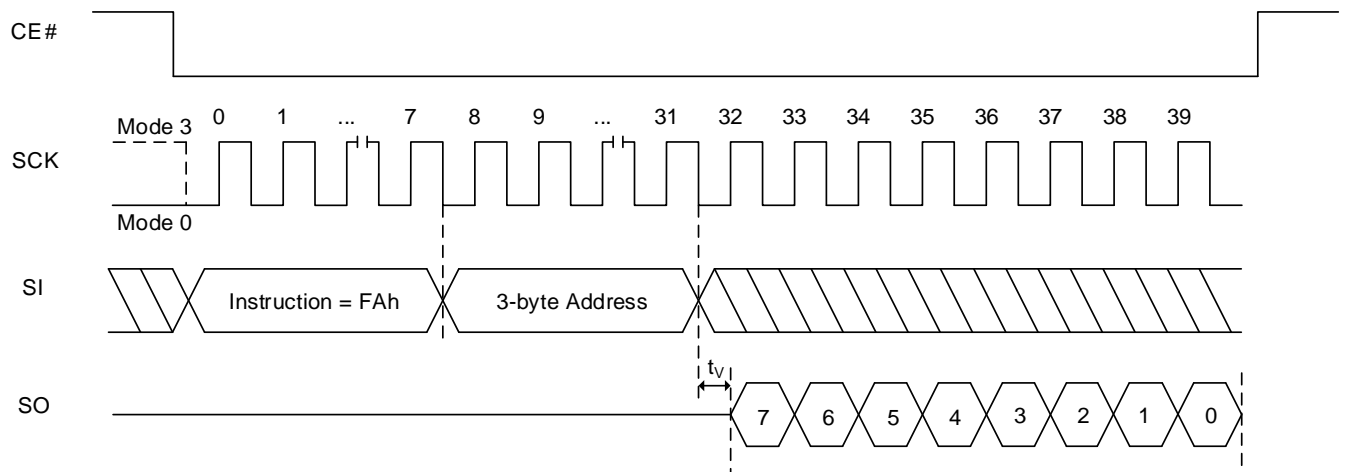 CE#
0 1 ... 7 8 9 ... 31 32 33 34 35 36 37 38 39
Mode 3
SCK
Mode 0
SI
Instruction = FAh 3-byte Address
tV
SO
7 6 5 4 3 2 1 0